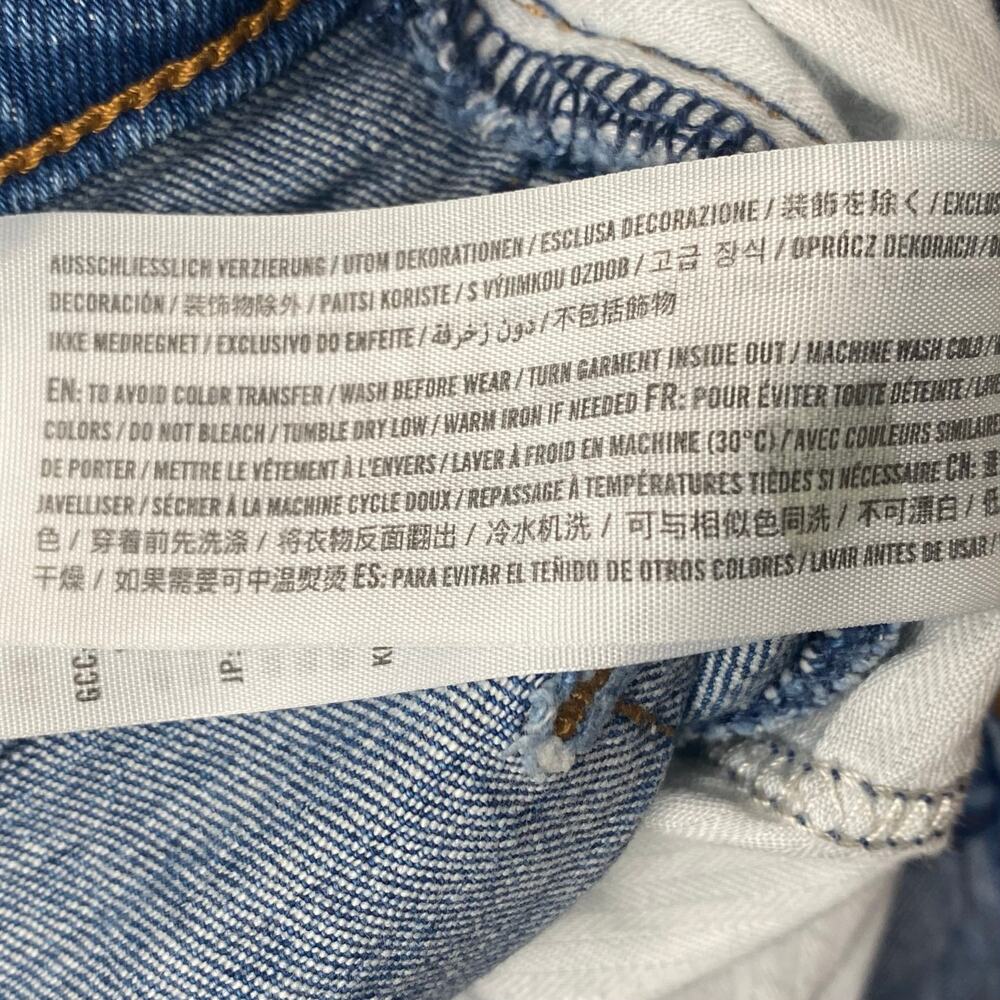 AUSSCHLIESSLICH VERZIERUNG / UTOM DEKORATIONEN / ESCLUSA DECORAZIONE / 装飾を除く / EXCLUS
DECORACIÓN / 装饰物除外 / PAITSI KORISTE / S VÝJIMKOU OZDOB / 고급 장식 / OPRÓCZ DEKORACJI /
IKKE MEDREGNET / EXCLUSIVO DO ENFEITE / دون زخرفة / 不包括飾物
EN: TO AVOID COLOR TRANSFER / WASH BEFORE WEAR / TURN GARMENT INSIDE OUT / MACHINE WASH COLD /
COLORS / DO NOT BLEACH / TUMBLE DRY LOW / WARM IRON IF NEEDED FR: POUR ÉVITER TOUTE DÉTEINTE / LAV
DE PORTER / METTRE LE VÊTEMENT À L'ENVERS / LAVER À FROID EN MACHINE (30°C) / AVEC COULEURS SIMILAIRES
JAVELLISER / SÉCHER À LA MACHINE CYCLE DOUX / REPASSAGE À TEMPÉRATURES TIÈDES SI NÉCESSAIRE CN:
色 / 穿着前先洗涤 / 将衣物反面翻出 / 冷水机洗 / 可与相似色同洗 / 不可漂白 / 低
干燥 / 如果需要可中温熨烫 ES: PARA EVITAR EL TEÑIDO DE OTROS COLORES / LAVAR ANTES DE USAR /
GCC:
JP: